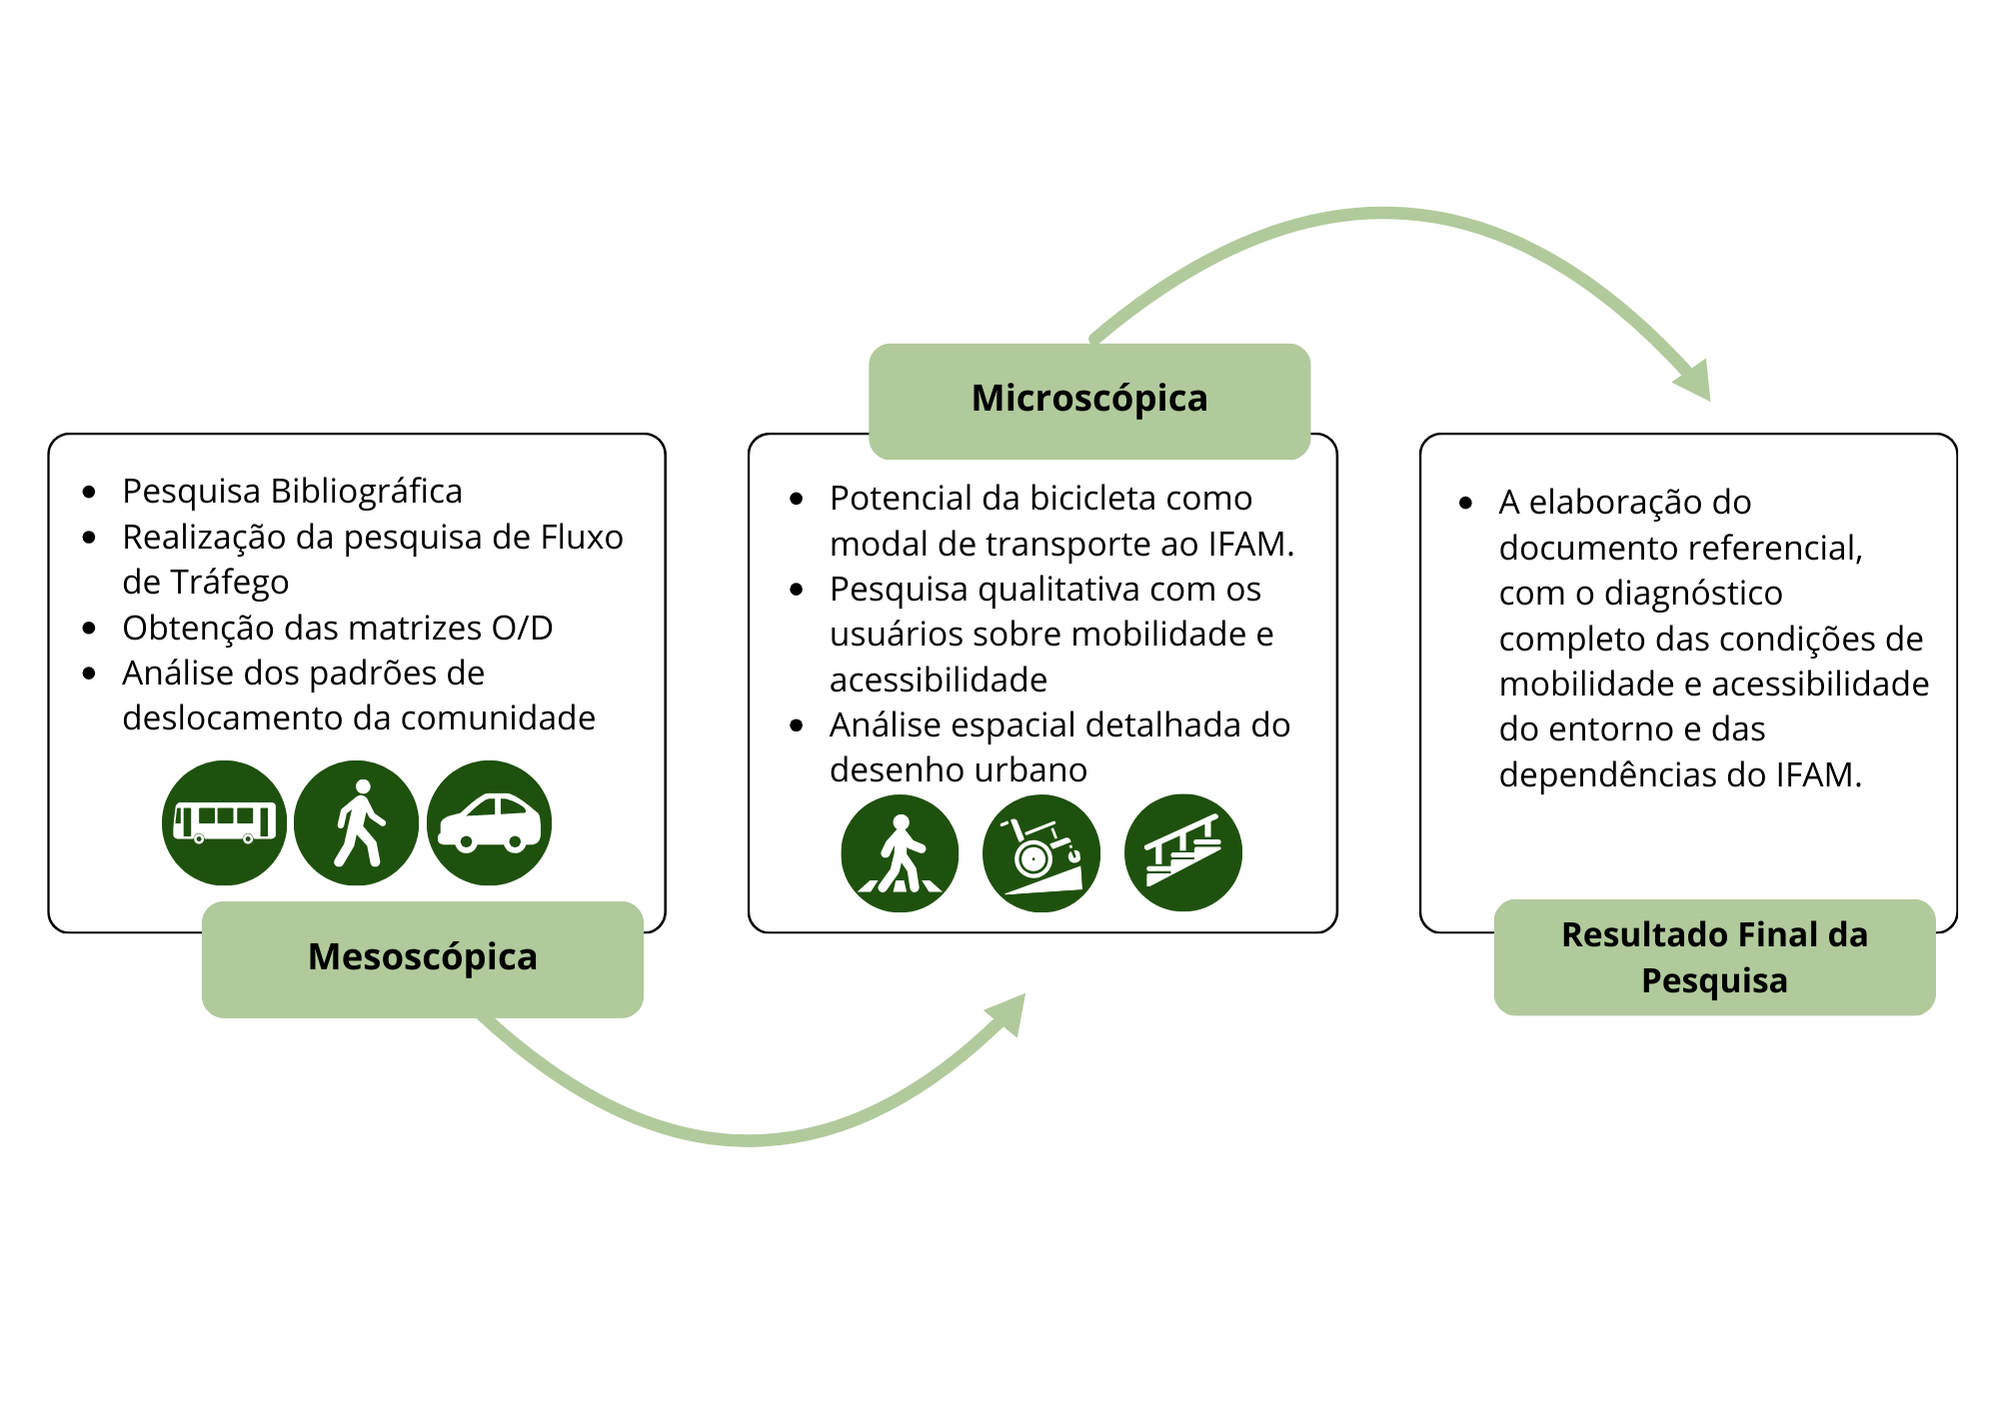 • Pesquisa Bibliográfica
• Realização da pesquisa de Fluxo
de Tráfego
• Obtenção das matrizes O/D
• Análise dos padrões de
deslocamento da comunidade
Mesoscópica
Microscópica
• Potencial da bicicleta como
modal de transporte ao IFAM.
• Pesquisa qualitativa com os
usuários sobre mobilidade e
acessibilidade
• Análise espacial detalhada do
desenho urbano
• A elaboração do
documento referencial,
com o diagnóstico
completo das condições de
mobilidade e acessibilidade
do entorno e das
dependências do IFAM.
Resultado Final da
Pesquisa